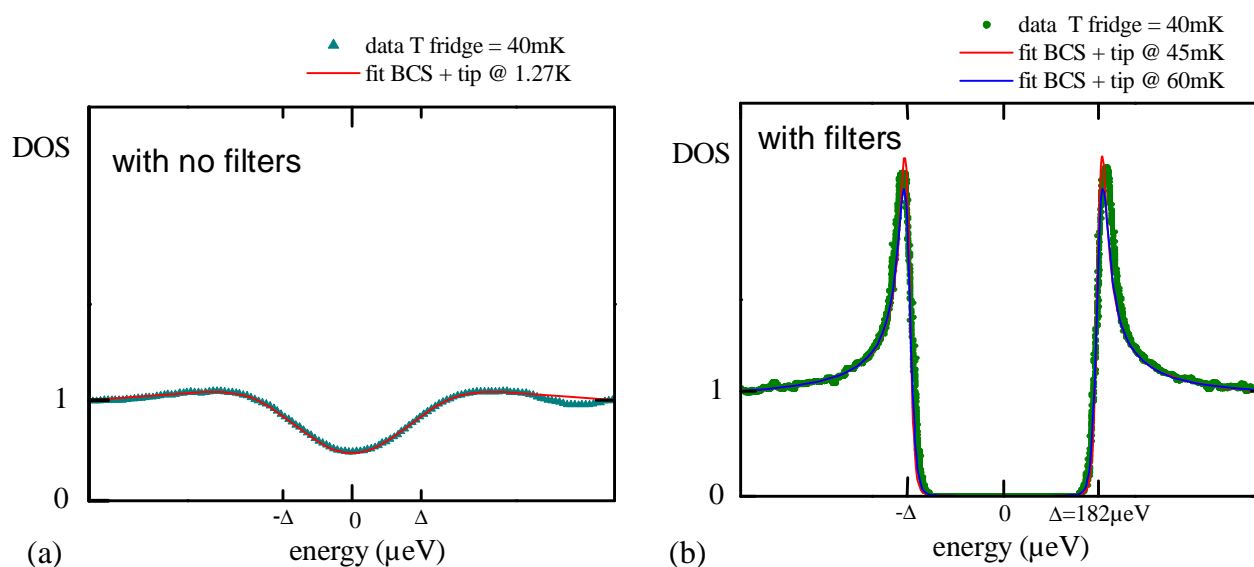 data T fridge = 40mK
fit BCS + tip @ 1.27K
DOS
with no filters
1
0
-Δ
0
Δ
(a)
energy (µeV)
data T fridge = 40mK
fit BCS + tip @ 45mK
fit BCS + tip @ 60mK
DOS
with filters
1
0
-Δ
0
Δ=182µeV
(b)
energy (µeV)